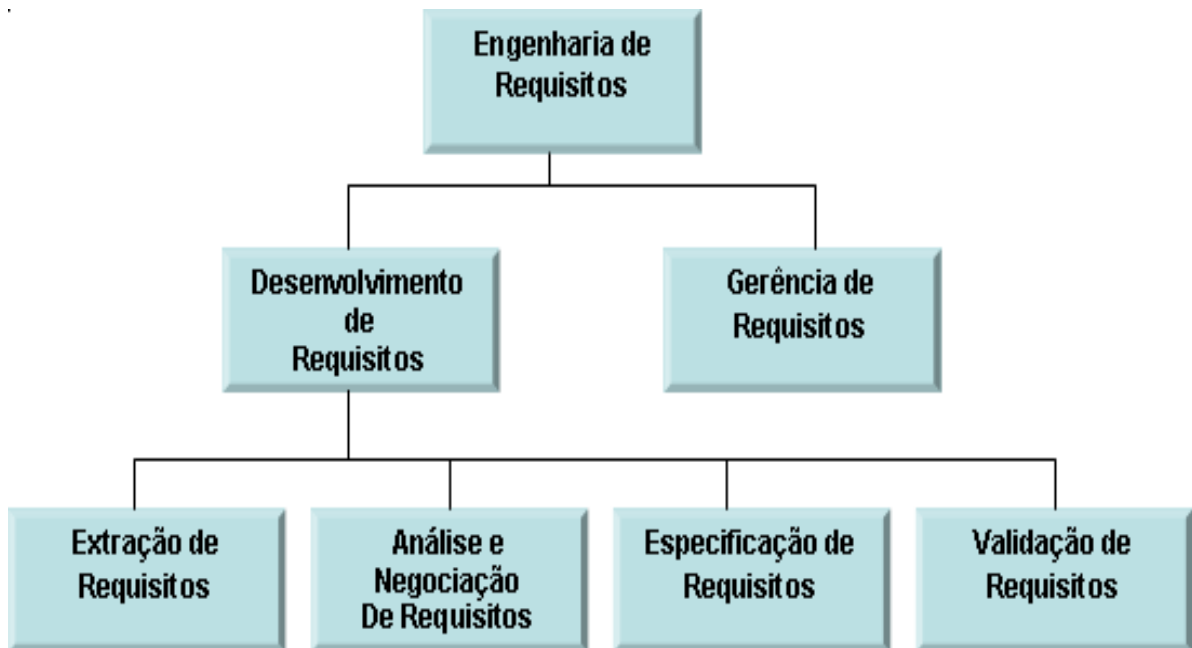 Engenharia de
Requisitos
Desenvolvimento
de
Requisitos
Gerência de
Requisitos
Extração de
Requisitos
Análise e
Negociação
De Requisitos
Especificação de
Requisitos
Validação de
Requisitos